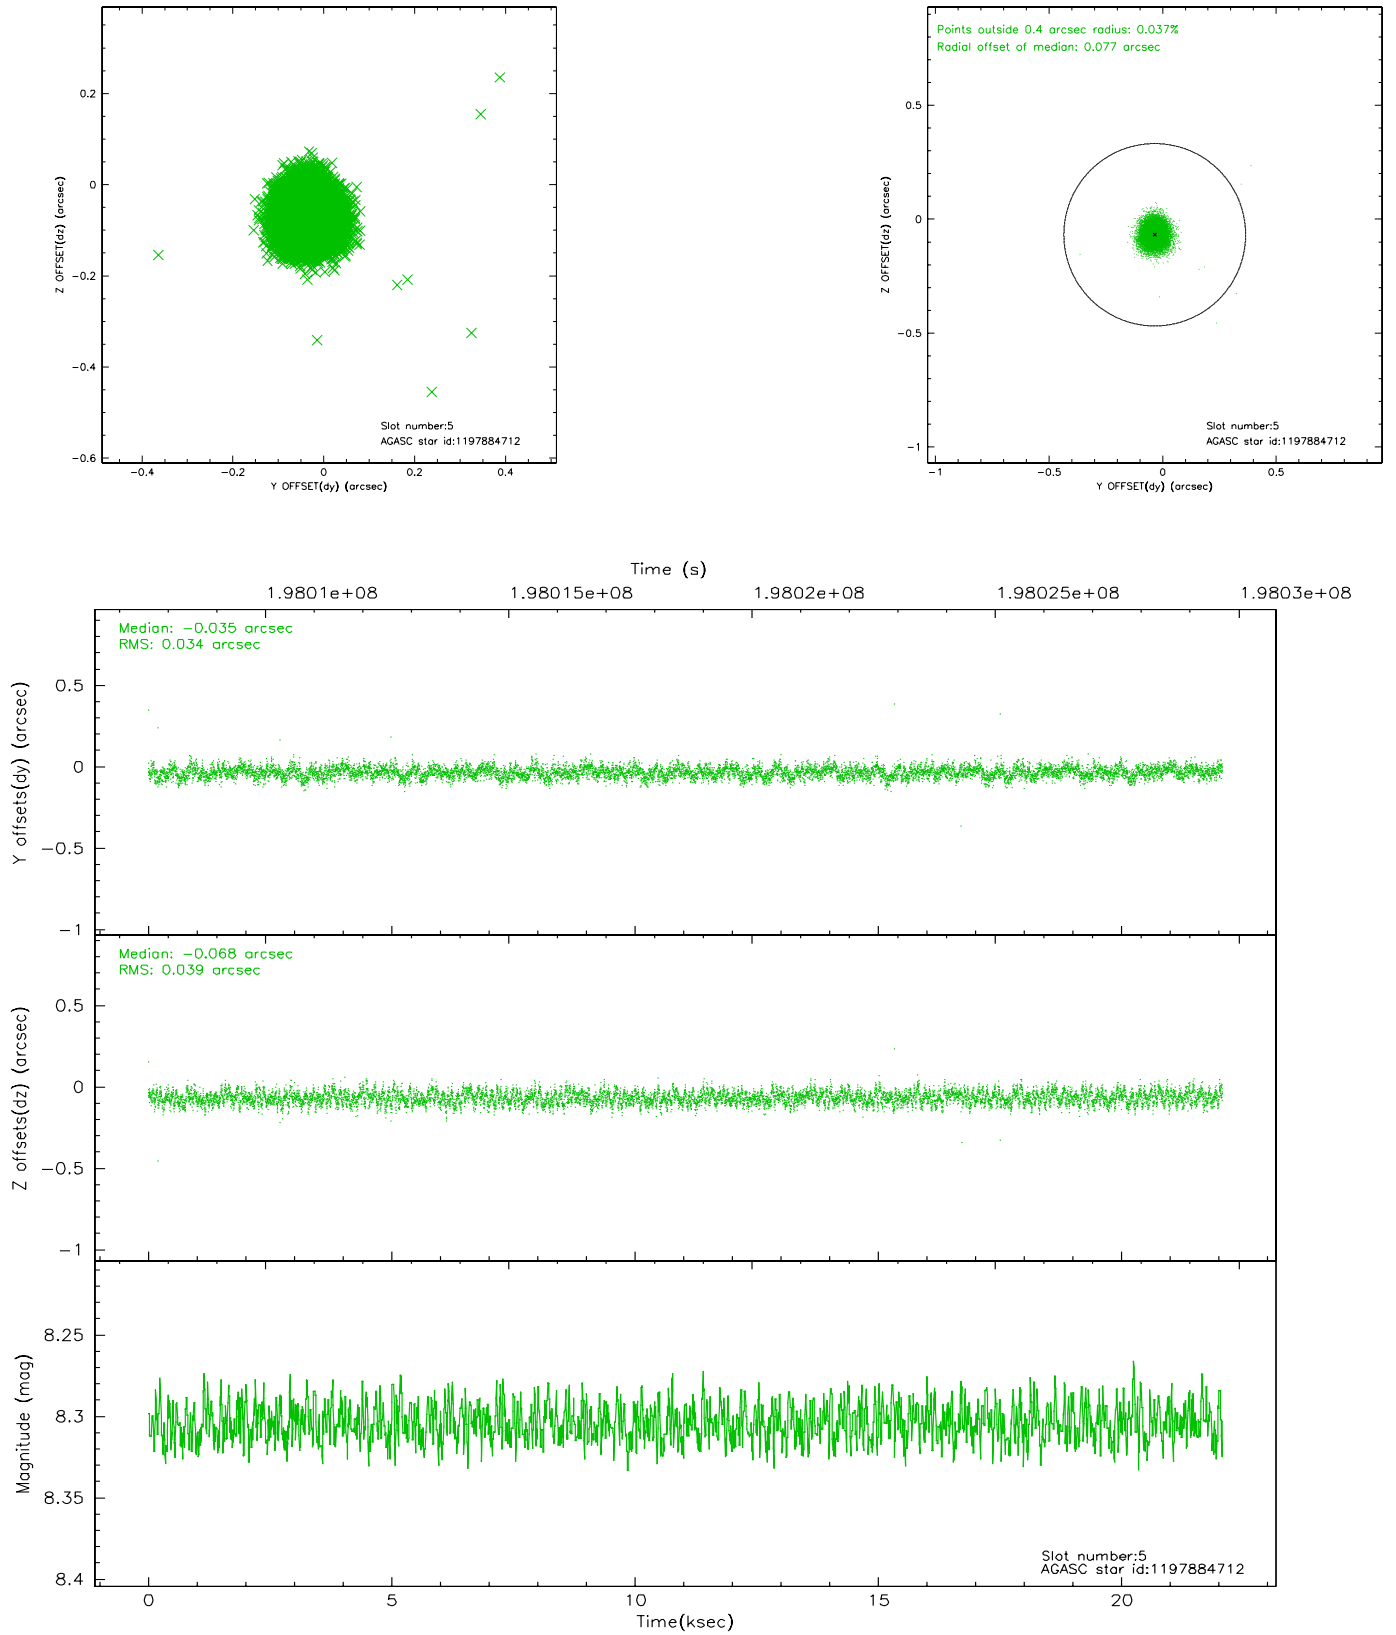 0.2
0
−0.2
−0.4
−0.6
Z OFFSET(dz) (arcsec)
−0.4 −0.2 0 0.2 0.4
Y OFFSET(dy) (arcsec)
Slot number:5
AGASC star id:1197884712
Points outside 0.4 arcsec radius: 0.037%
Radial offset of median: 0.077 arcsec
0.5
0
−0.5
−1
Z OFFSET(dz) (arcsec)
−1 −0.5 0 0.5
Y OFFSET(dy) (arcsec)
Slot number:5
AGASC star id:1197884712
Time (s)
1.9801e+08 1.98015e+08 1.9802e+08 1.98025e+08 1.9803e+08
Median: −0.035 arcsec
RMS: 0.034 arcsec
0.5
0
−0.5
−1
Y offsets(dy) (arcsec)
Median: −0.068 arcsec
RMS: 0.039 arcsec
0.5
0
−0.5
−1
Z offsets(dz) (arcsec)
8.25
8.3
8.35
8.4
Magnitude (mag)
Slot number:5
AGASC star id:1197884712
0 5 10 15 20
Time(ksec)